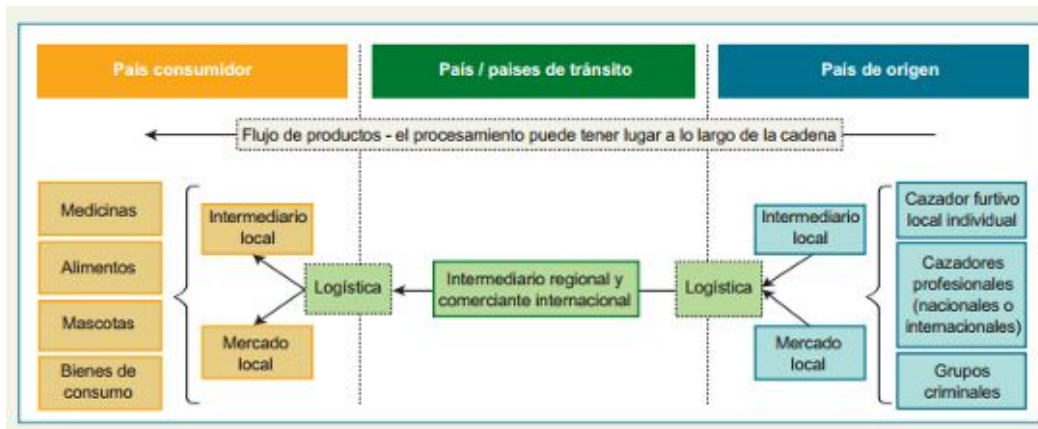 País consumidor
País / paises de tránsito
País de origen
Flujo de productos - el procesamiento puede tener lugar a lo largo de la cadena
Medicinas
Alimentos
Mascotas
Bienes de
consumo
Intermediario
local
Mercado
local
Logística
Intermediario regional y
comerciante internacional
Logística
Intermediario
local
Mercado
local
Cazador furtivo
local individual
Cazadores
profesionales
(nacionales o
internacionales)
Grupos
criminales